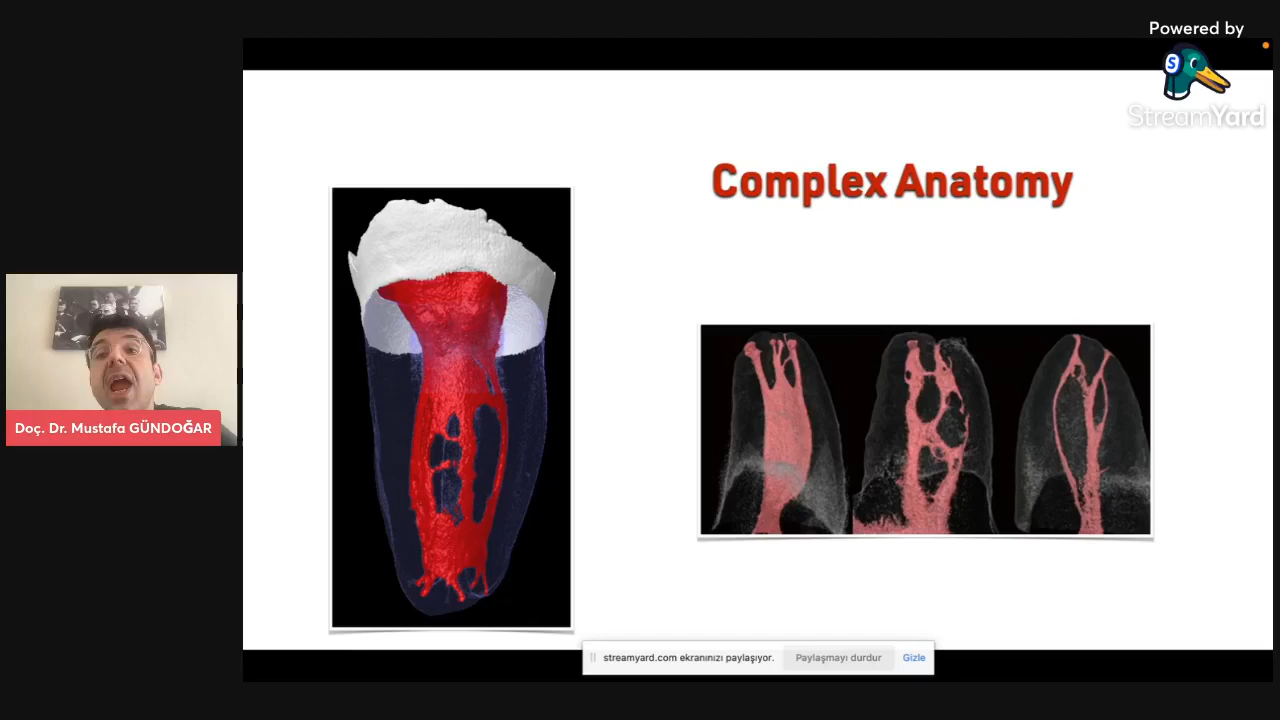 Powered by
S
StreamYard
Complex Anatomy
Doç. Dr. Mustafa GÜNDOĞAR
streamyard.com ekranınızı paylaşıyor. Paylaşmayı durdur Gizle